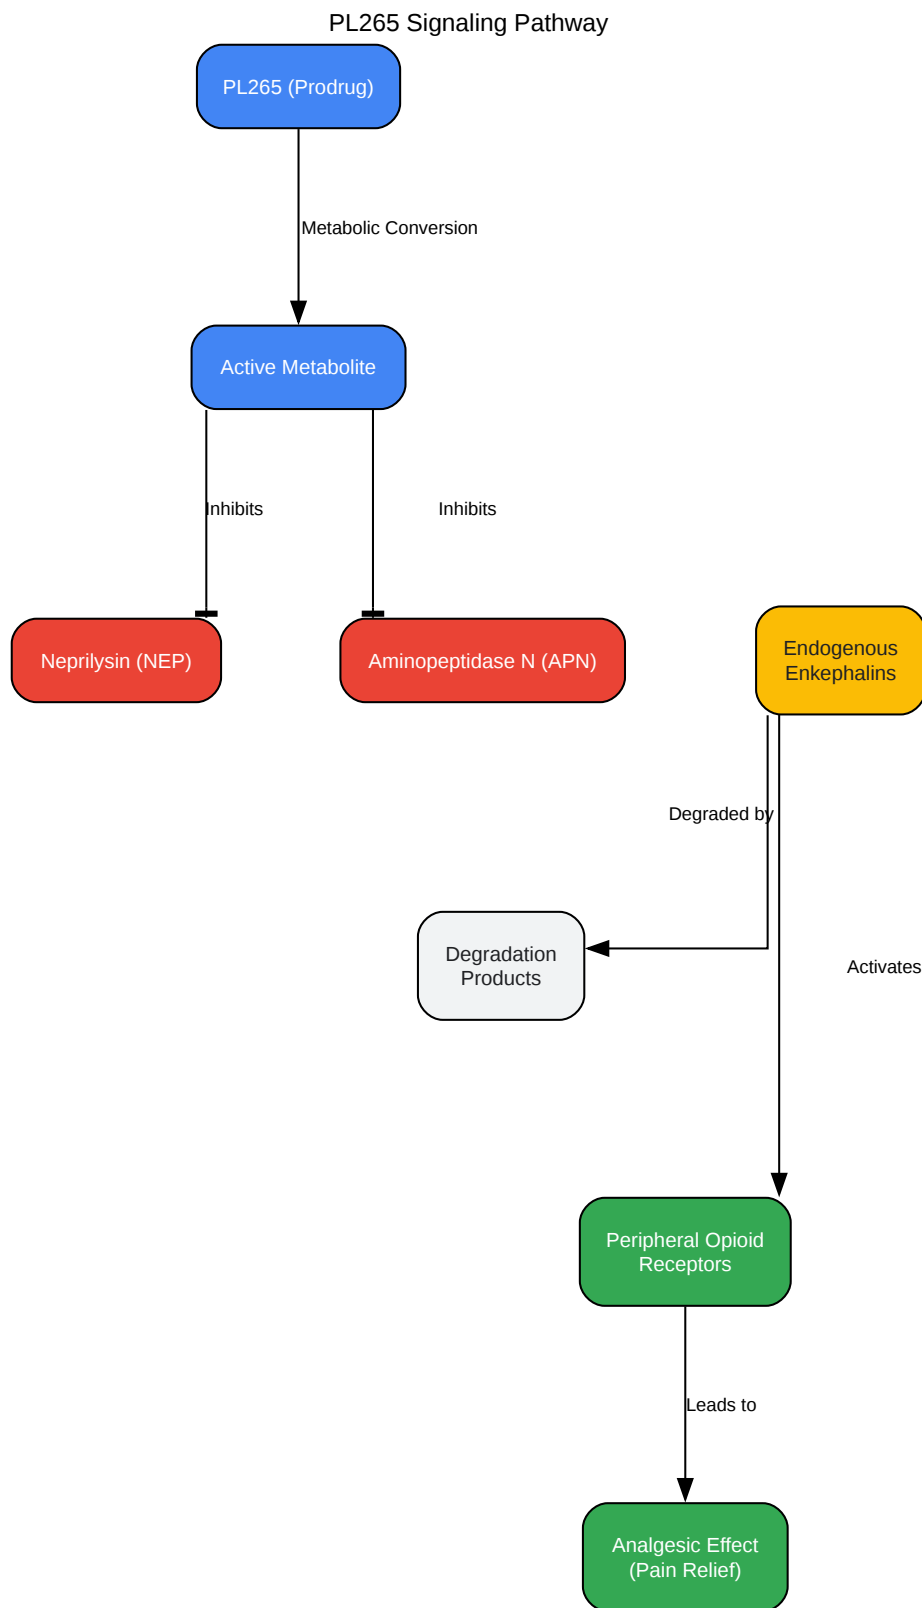 PL265 Signaling Pathway
PL265 (Prodrug)
Metabolic Conversion
Active Metabolite
Inhibits
Inhibits
Neprilysin (NEP)
Aminopeptidase N (APN)
Endogenous
Enkephalins
Degraded by
Degradation
Products
Activates
Peripheral Opioid
Receptors
Leads to
Analgesic Effect
(Pain Relief)